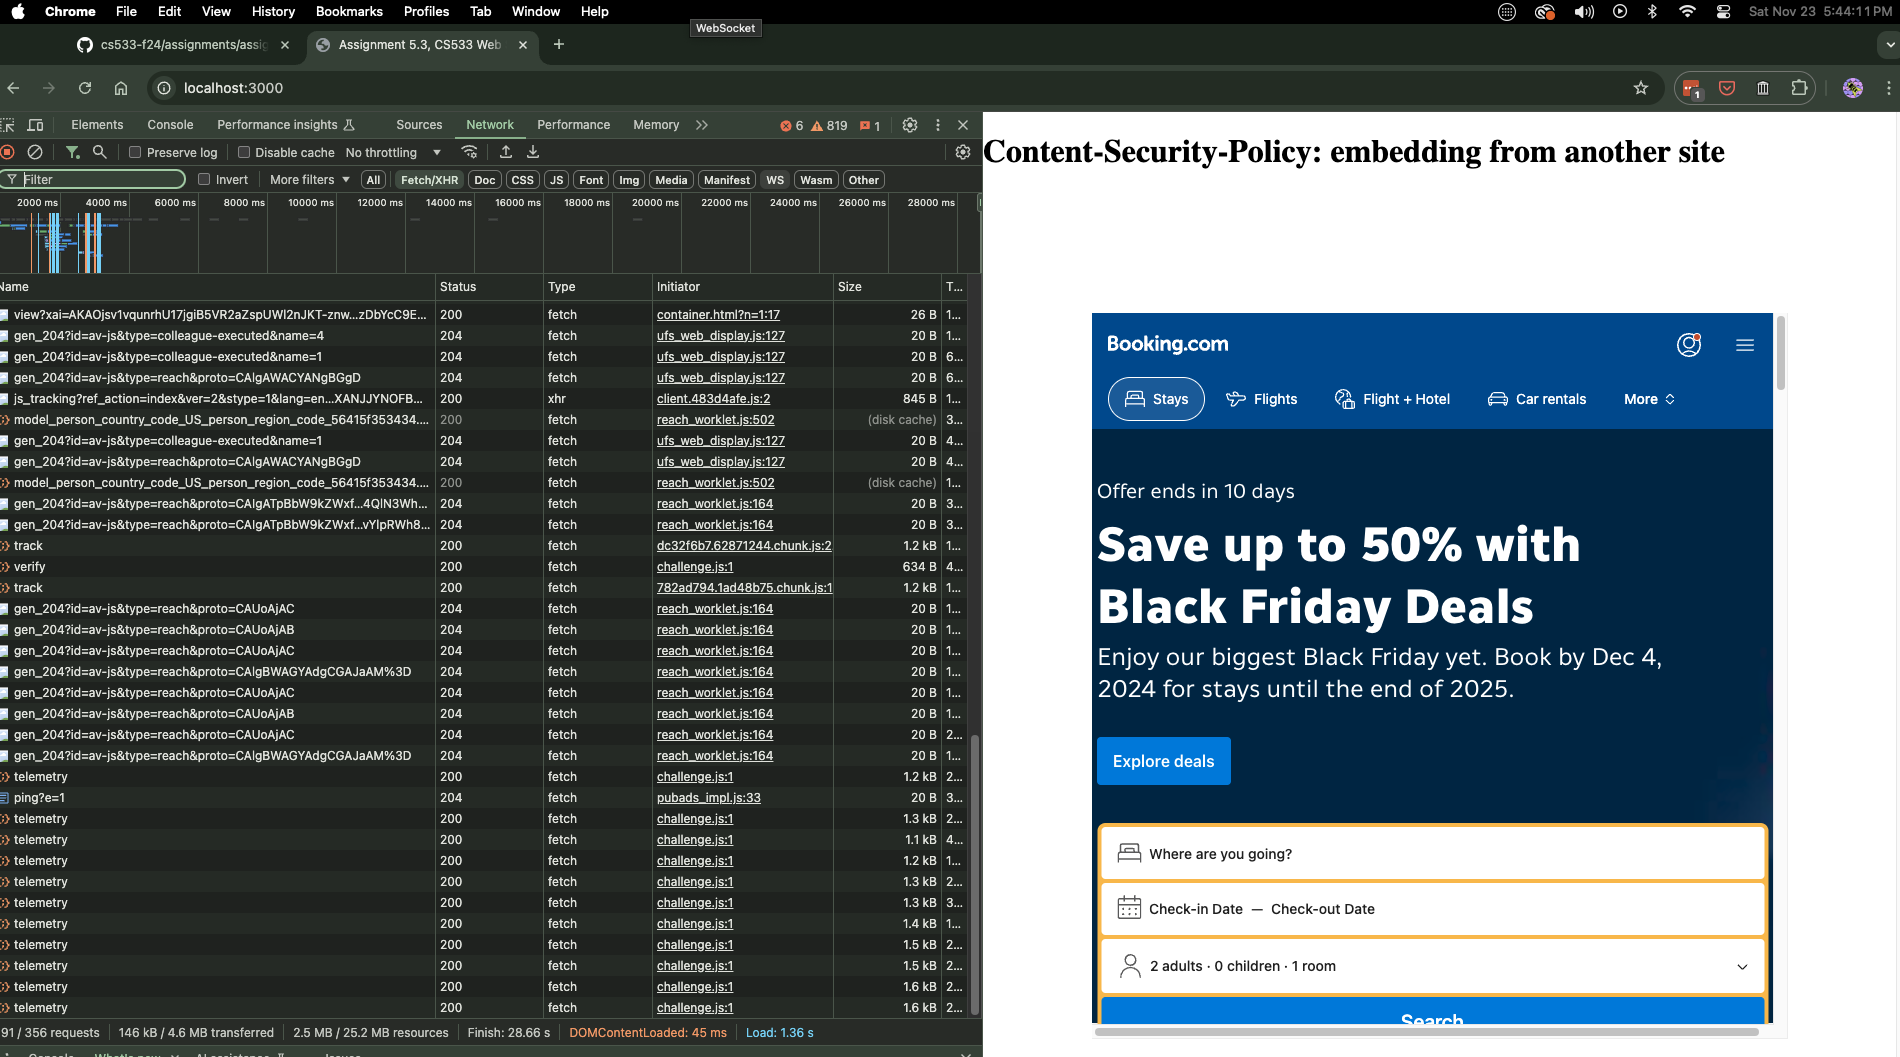 Chrome File Edit View History Bookmarks Profiles Tab Window Help Sat Nov 23 5:44:11 PM
WebSocket
cs533-f24/assignments/assig Assignment 5.3, CS533 Web
localhost:3000
1
Elements Console Performance insights Sources Network Performance Memory 6 819 1
Preserve log Disable cache No throttling
Filter Invert More filters All Fetch/XHR Doc CSS JS Font Img Media Manifest WS Wasm Other
2000 ms 4000 ms 6000 ms 8000 ms 10000 ms 12000 ms 14000 ms 16000 ms 18000 ms 20000 ms 22000 ms 24000 ms 26000 ms 28000 ms
Name Status Type Initiator Size T...
view?xai=AKAOjsv1vqunrhU17jgiB5VR2aZspUWl2nJKT-znw...zDbYcC9E... 200 fetch container.html?n=1:17 26 B 1...
gen_204?id=av-js&type=colleague-executed&name=4 204 fetch ufs_web_display.js:127 20 B 1...
gen_204?id=av-js&type=colleague-executed&name=1 204 fetch ufs_web_display.js:127 20 B 6...
gen_204?id=av-js&type=reach&proto=CAIgAWACYANgBGgD 204 fetch ufs_web_display.js:127 20 B 6...
js_tracking?ref_action=index&ver=2&stype=1&lang=en...XANJJYNOFB... 200 xhr client.483d4afe.js:2 845 B 1...
model_person_country_code_US_person_region_code_56415f353434.... 200 fetch reach_worklet.js:502 (disk cache) 3...
gen_204?id=av-js&type=colleague-executed&name=1 204 fetch ufs_web_display.js:127 20 B 4...
gen_204?id=av-js&type=reach&proto=CAIgAWACYANgBGgD 204 fetch ufs_web_display.js:127 20 B 4...
model_person_country_code_US_person_region_code_56415f353434.... 200 fetch reach_worklet.js:502 (disk cache) 1...
gen_204?id=av-js&type=reach&proto=CAIgATpBbW9kZWxf...4QlN3Wh... 204 fetch reach_worklet.js:164 20 B 3...
gen_204?id=av-js&type=reach&proto=CAIgATpBbW9kZWxf...vYlpRWh8... 204 fetch reach_worklet.js:164 20 B 3...
track 200 fetch dc32f6b7.62871244.chunk.js:2 1.2 kB 1...
verify 200 fetch challenge.js:1 634 B 4...
track 200 fetch 782ad794.1ad48b75.chunk.js:1 1.2 kB 1...
gen_204?id=av-js&type=reach&proto=CAUoAjAC 204 fetch reach_worklet.js:164 20 B 1...
gen_204?id=av-js&type=reach&proto=CAUoAjAB 204 fetch reach_worklet.js:164 20 B 1...
gen_204?id=av-js&type=reach&proto=CAUoAjAC 204 fetch reach_worklet.js:164 20 B 1...
gen_204?id=av-js&type=reach&proto=CAIgBWAGYAdgCGAJaAM%3D 204 fetch reach_worklet.js:164 20 B 1...
gen_204?id=av-js&type=reach&proto=CAUoAjAC 204 fetch reach_worklet.js:164 20 B 1...
gen_204?id=av-js&type=reach&proto=CAUoAjAB 204 fetch reach_worklet.js:164 20 B 1...
gen_204?id=av-js&type=reach&proto=CAUoAjAC 204 fetch reach_worklet.js:164 20 B 2...
gen_204?id=av-js&type=reach&proto=CAIgBWAGYAdgCGAJaAM%3D 204 fetch reach_worklet.js:164 20 B 1...
telemetry 200 fetch challenge.js:1 1.2 kB 2...
ping?e=1 204 fetch pubads_impl.js:33 20 B 3...
telemetry 200 fetch challenge.js:1 1.3 kB 2...
telemetry 200 fetch challenge.js:1 1.1 kB 4...
telemetry 200 fetch challenge.js:1 1.2 kB 1...
telemetry 200 fetch challenge.js:1 1.3 kB 2...
telemetry 200 fetch challenge.js:1 1.3 kB 3...
telemetry 200 fetch challenge.js:1 1.4 kB 1...
telemetry 200 fetch challenge.js:1 1.5 kB 2...
telemetry 200 fetch challenge.js:1 1.5 kB 2...
telemetry 200 fetch challenge.js:1 1.6 kB 2...
telemetry 200 fetch challenge.js:1 1.6 kB 2...
91 / 356 requests 146 kB / 4.6 MB transferred 2.5 MB / 25.2 MB resources Finish: 28.66 s DOMContentLoaded: 45 ms Load: 1.36 s
Content-Security-Policy: embedding from another site
Booking.com
Stays Flights Flight + Hotel Car rentals More
Offer ends in 10 days
Save up to 50% with
Black Friday Deals
Enjoy our biggest Black Friday yet. Book by Dec 4,
2024 for stays until the end of 2025.
Explore deals
Where are you going?
Check-in Date — Check-out Date
2 adults · 0 children · 1 room
Search